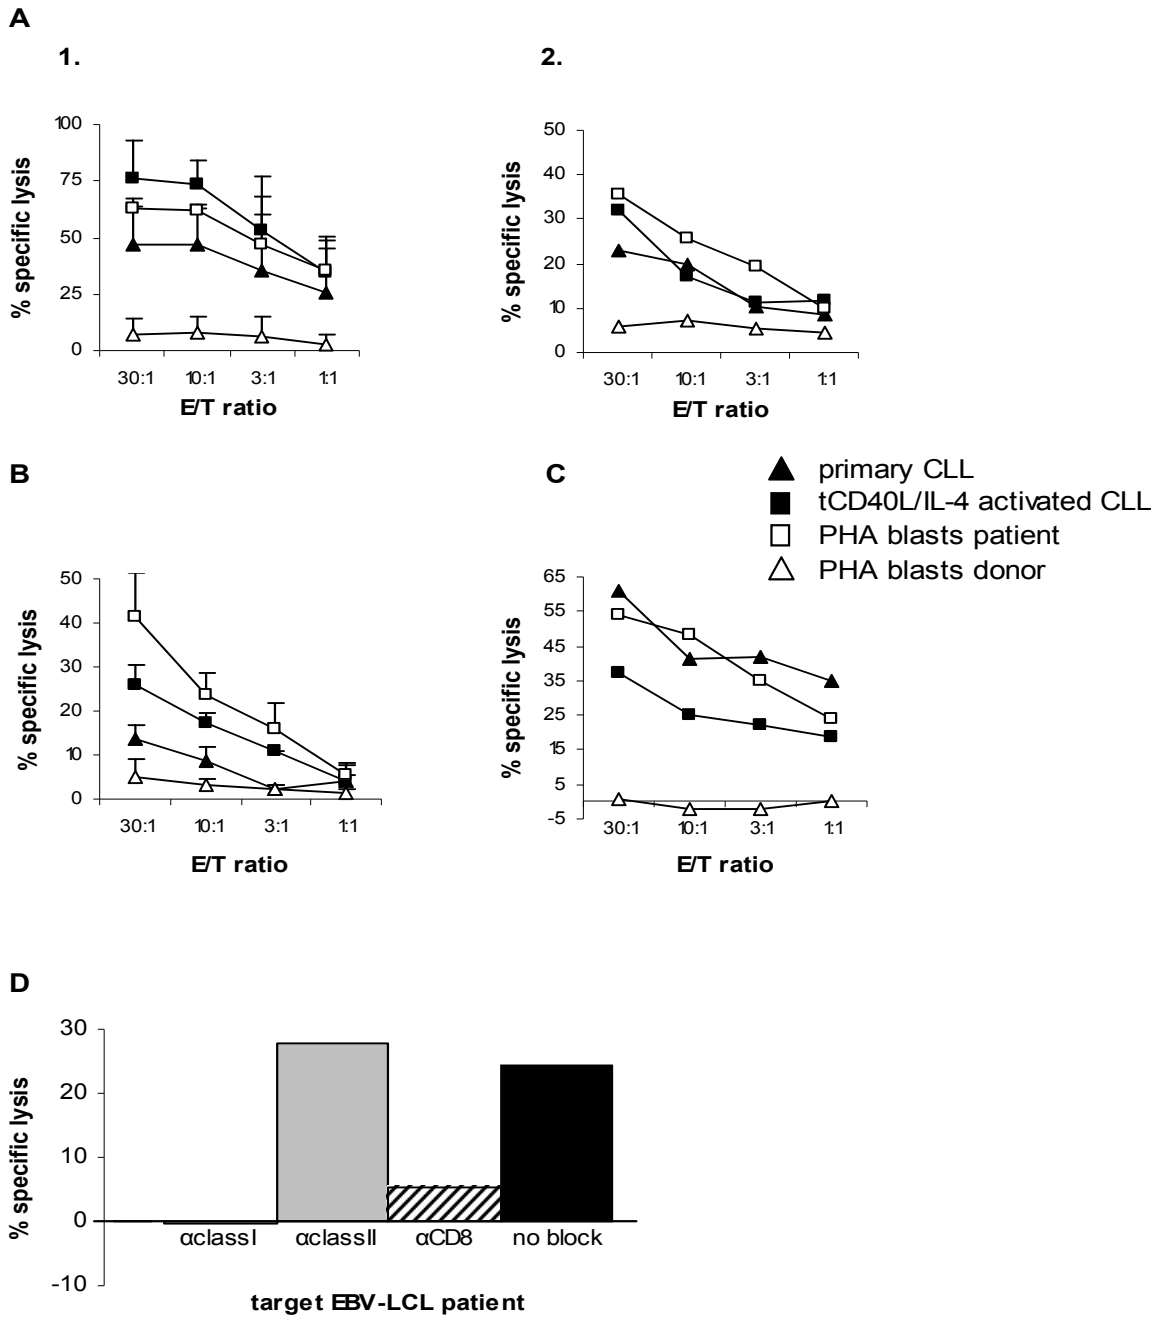 A
1.
2.
100
75
50
25
0
% specific lysis
30:1 10:1 3:1 1:1
E/T ratio
50
40
30
20
10
0
% specific lysis
30:1 10:1 3:1 1:1
E/T ratio
B
C
primary CLL
tCD40L/IL-4 activated CLL
PHA blasts patient
PHA blasts donor
50
40
30
20
10
0
% specific lysis
30:1 10:1 3:1 1:1
E/T ratio
65
55
45
35
25
15
5
-5
% specific lysis
30:1 10:1 3:1 1:1
E/T ratio
D
30
20
10
0
-10
% specific lysis
αclassI αclassII αCD8 no block
target EBV-LCL patient